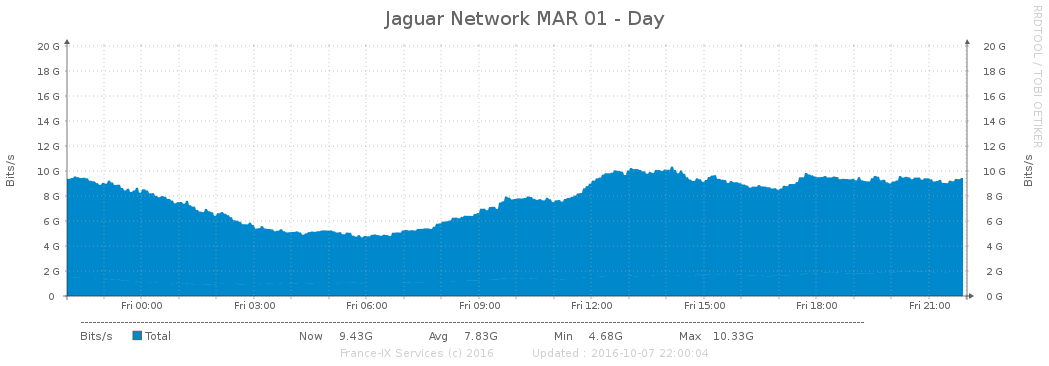 Jaguar Network MAR 01 - Day
RRDTOOL / TOBI OETIKER
Bits/s
20 G 20 G
18 G 18 G
16 G 16 G
14 G 14 G
12 G 12 G
10 G 10 G
8 G 8 G
6 G 6 G
4 G 4 G
2 G 2 G
0 0 G
Bits/s
Fri 00:00 Fri 03:00 Fri 06:00 Fri 09:00 Fri 12:00 Fri 15:00 Fri 18:00 Fri 21:00
Bits/s Total Now 9.43G Avg 7.83G Min 4.68G Max 10.33G
France-IX Services (c) 2016 Updated : 2016-10-07 22:00:04